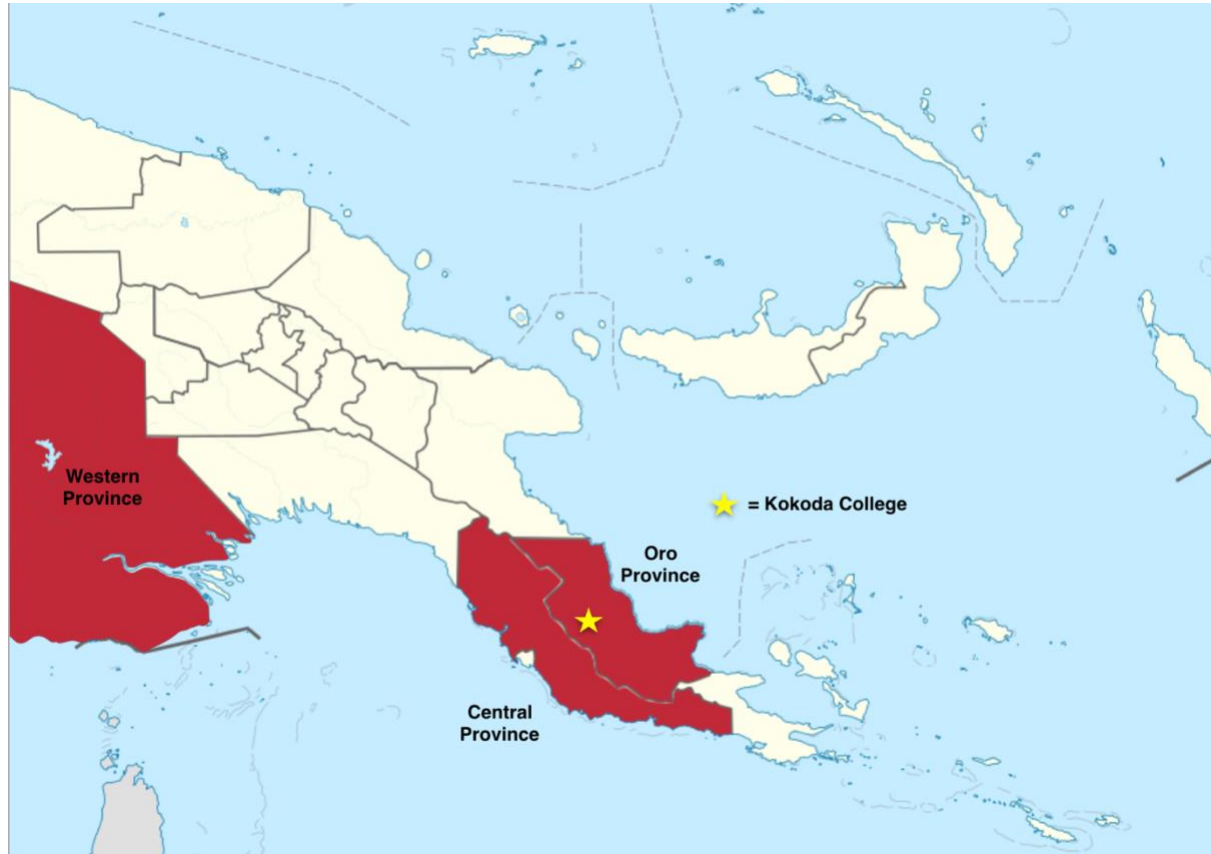 Western
Province
= Kokoda College
Oro
Province
Central
Province